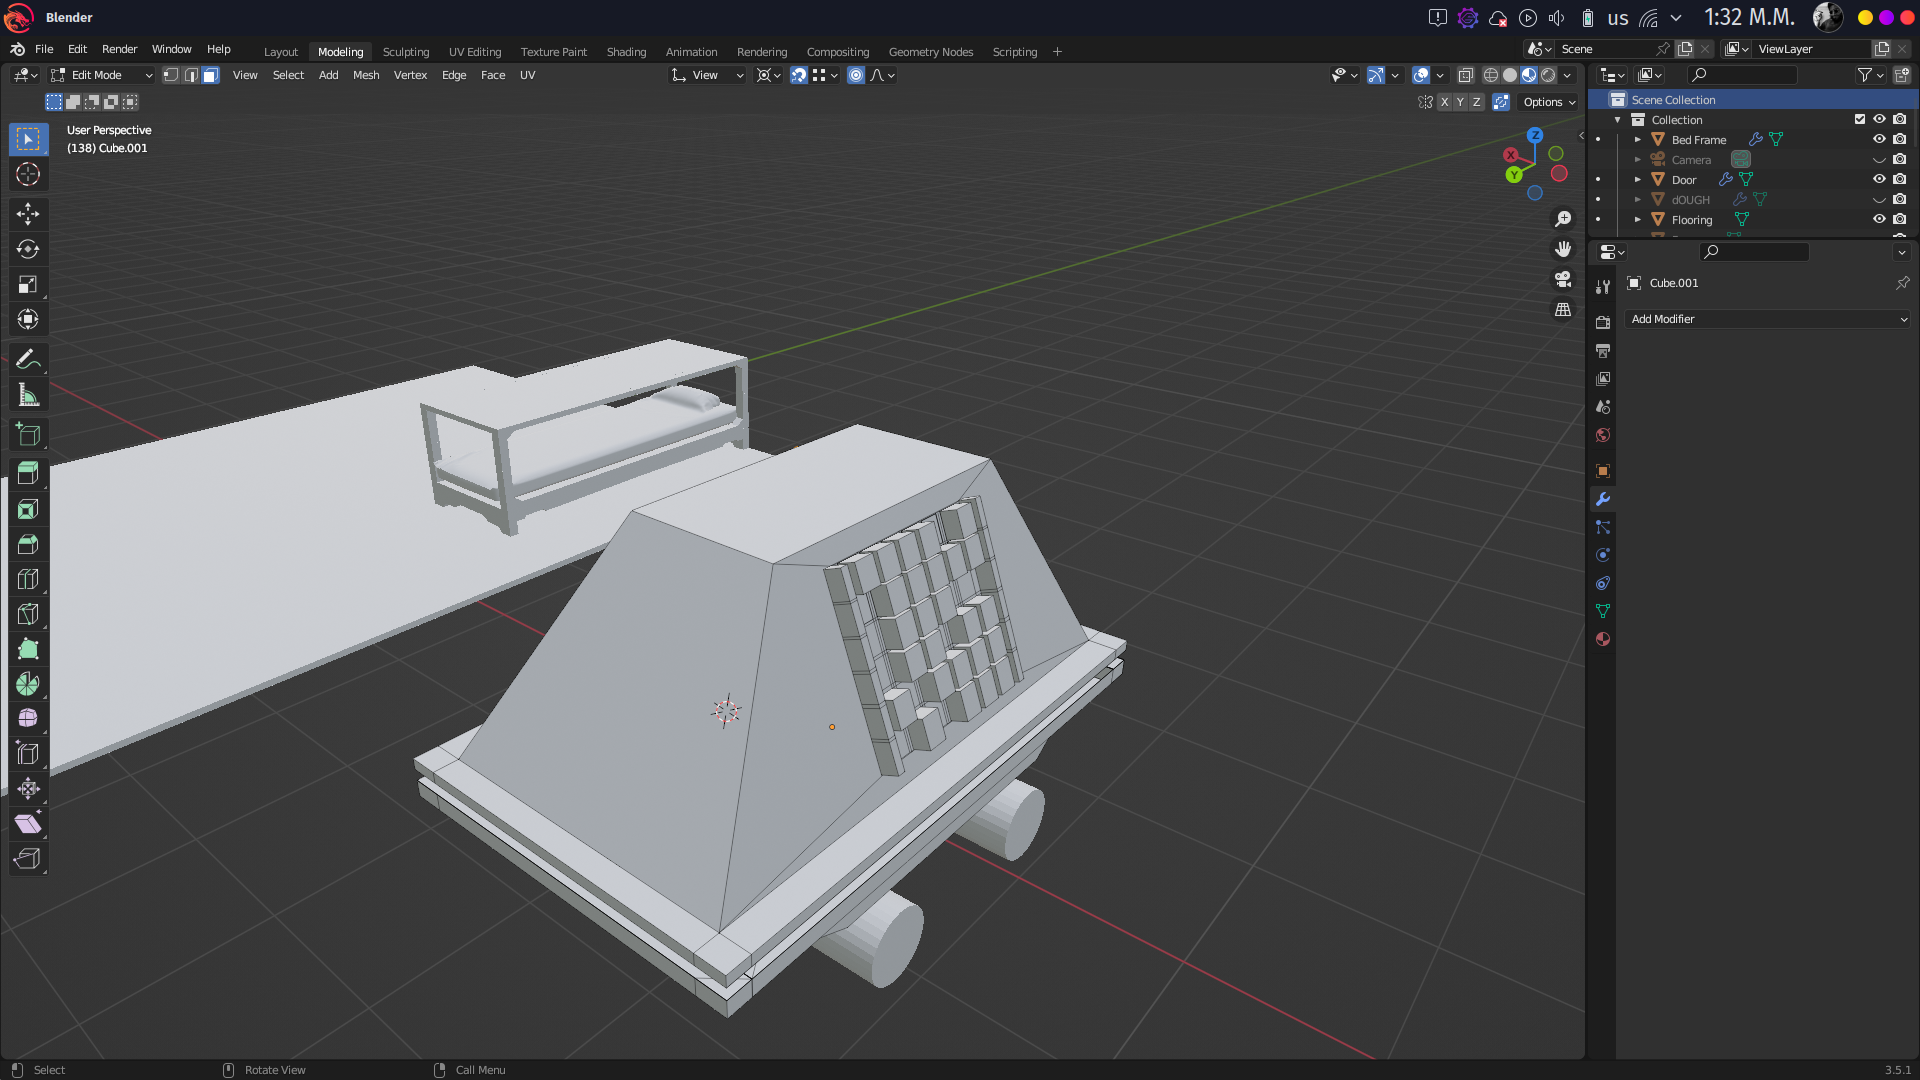 Blender
us
1:32 M.M.
File Edit Render Window Help
Layout Modeling Sculpting UV Editing Texture Paint Shading Animation Rendering Compositing Geometry Nodes Scripting +
Scene
ViewLayer
Edit Mode
View Select Add Mesh Vertex Edge Face UV
View
X Y Z
Options
User Perspective
(138) Cube.001
Z
X
Y
Scene Collection
Collection
Bed Frame
Camera
Door
dOUGH
Flooring
Cube.001
Add Modifier
Select
Rotate View
Call Menu
3.5.1